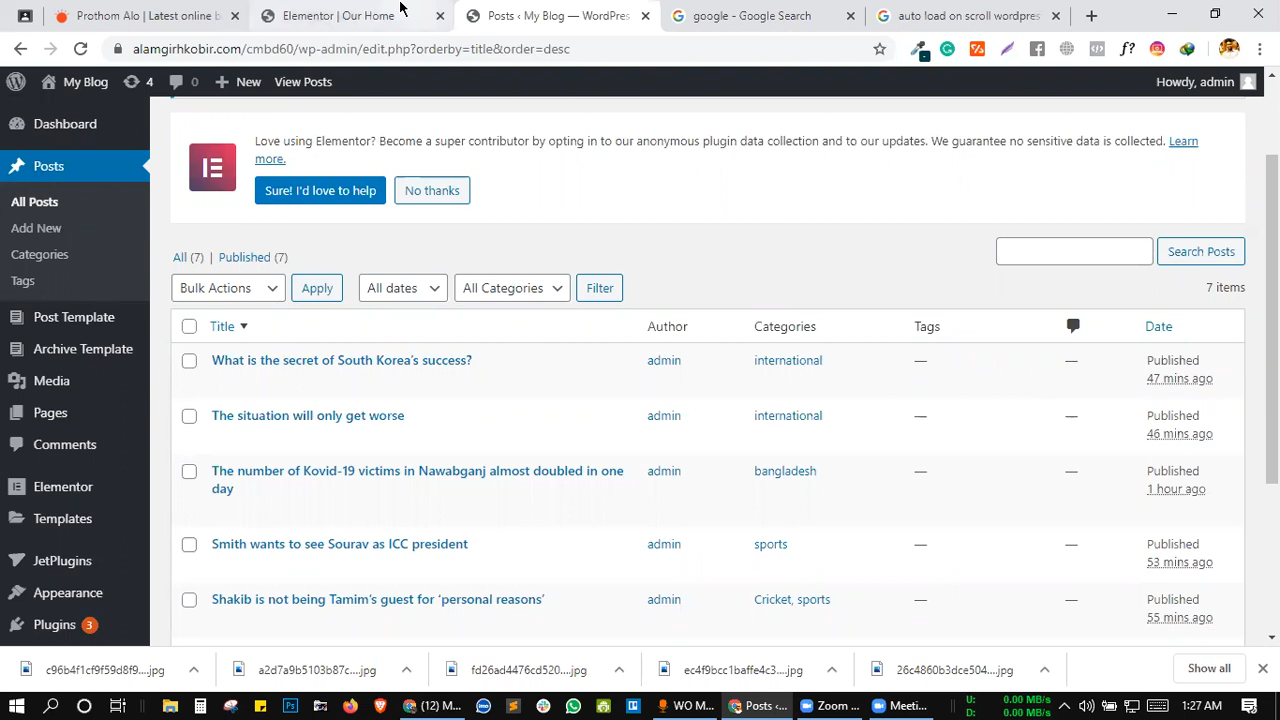 Prothom Alo | Latest online b
Elementor | Our Home
Posts ‹ My Blog — WordPres
google - Google Search
auto load on scroll wordpres
alamgirhkobir.com/cmbd60/wp-admin/edit.php?orderby=title&order=desc
My Blog 4 0 New View Posts Howdy, admin
Dashboard
Posts
All Posts
Add New
Categories
Tags
Post Template
Archive Template
Media
Pages
Comments
Elementor
Templates
JetPlugins
Appearance
Plugins 3
Love using Elementor? Become a super contributor by opting in to our anonymous plugin data collection and to our updates. We guarantee no sensitive data is collected. Learn
more.
Sure! I'd love to help No thanks
All (7) | Published (7)
Search Posts
Bulk Actions Apply All dates All Categories Filter
7 items
Title Author Categories Tags Date
What is the secret of South Korea's success? admin international — — Published
47 mins ago
The situation will only get worse admin international — — Published
46 mins ago
The number of Kovid-19 victims in Nawabganj almost doubled in one admin bangladesh — — Published
day 1 hour ago
Smith wants to see Sourav as ICC president admin sports — — Published
53 mins ago
Shakib is not being Tamim's guest for 'personal reasons' admin Cricket, sports — — Published
55 mins ago
c96b4f1cf9f59d8f9....jpg
a2d7a9b5103b87c....jpg
fd26ad4476cd520....jpg
ec4f9bcc1baffe4c3....jpg
26c4860b3dce504....jpg
Show all
(2) M...
WO M...
Posts ‹...
Zoom ...
Meeti...
U: 0.00 MB/s
D: 0.00 MB/s
1:27 AM